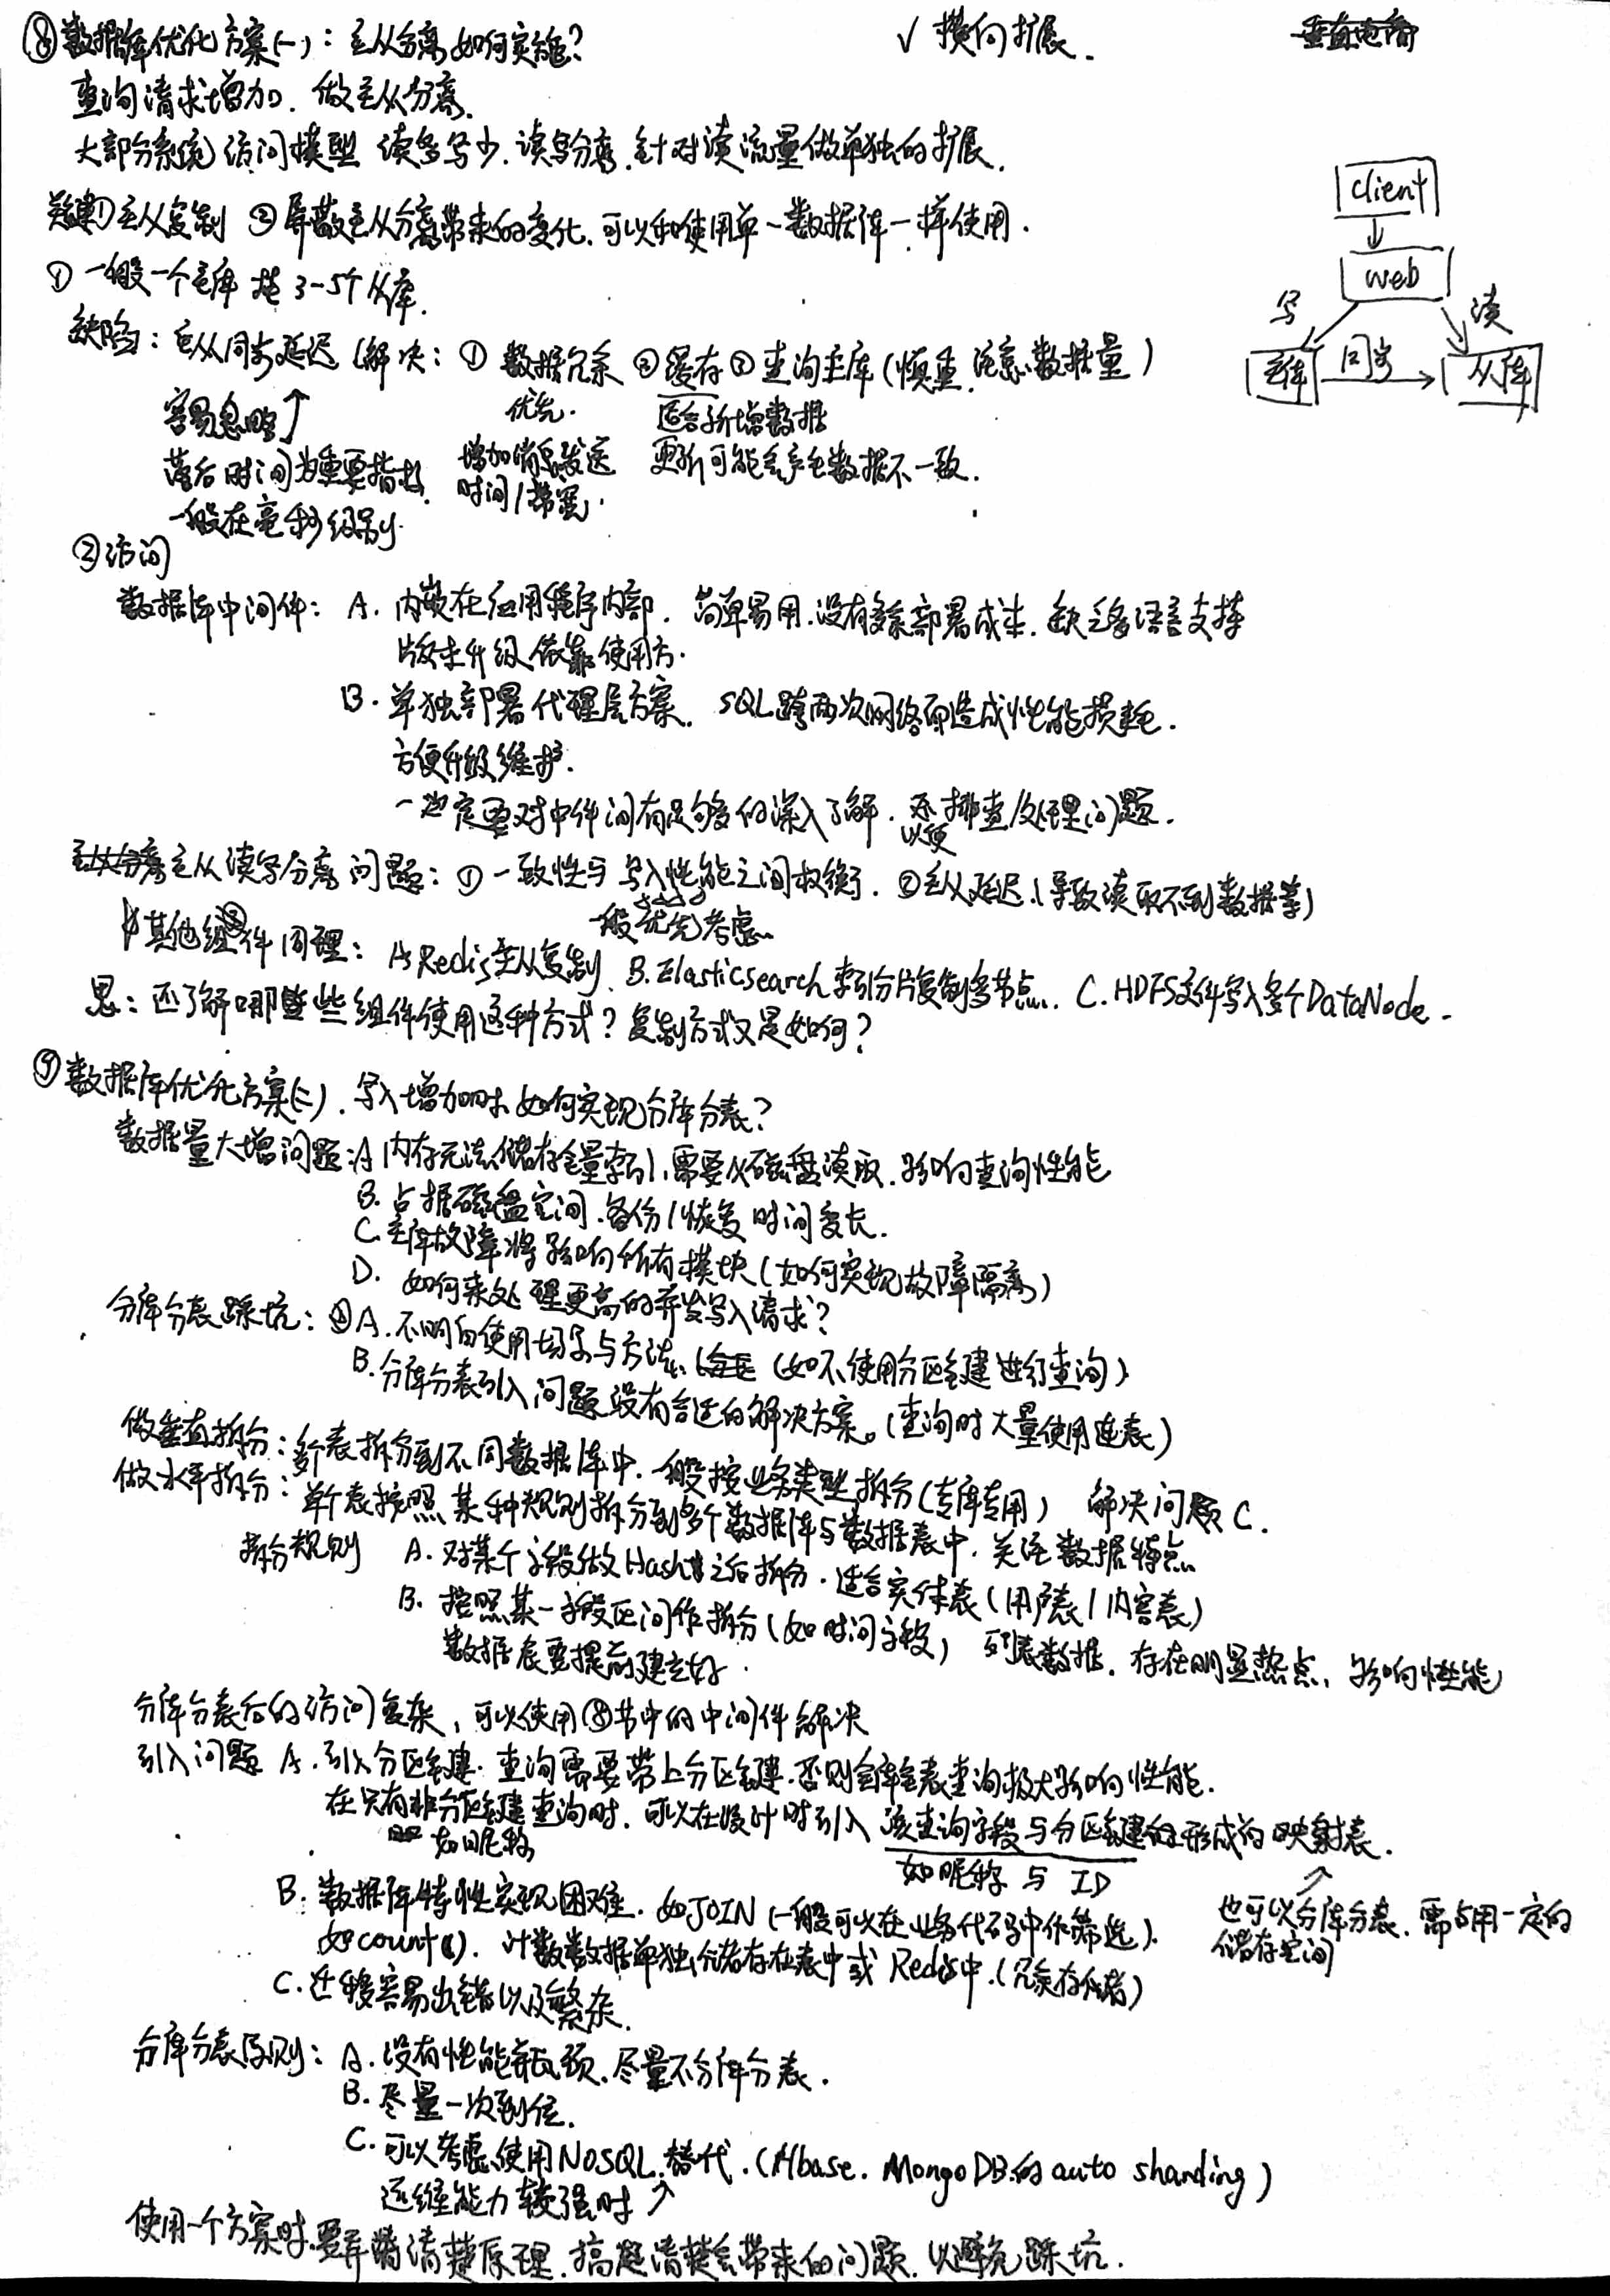 ⑧数据库优化方案(一)：主从分离如何实现？
√ 横向扩展.
垂直电商
查询请求增加. 做主从分离.
大部分系统访问模型 读多写少. 读写分离. 针对读流量做单独的扩展.
关键①主从复制 ②屏蔽主从分离带来的变化. 可以和使用单一数据库一样使用.
client
web
写 读
主库 同步 从库
① 一般一个主库 挂 3-5个从库.
缺陷：主从同步延迟 (解决：① 数据冗余 ②缓存 ③查询主库(慎重. 注意数据量)
容易忽略↑ 优先. 适合新增数据
落后时间为重要指标. 增加消息发送 更新可能会产生数据不一致.
一般在毫秒级别. 时间/带宽.
②访问
数据库中间件：A. 内嵌在应用程序内部. 简单易用. 没有多余部署成本. 缺乏多语言支持
版本升级依靠使用方.
B. 单独部署代理层方案. SQL跨两次网络而造成性能损耗.
方便升级维护.
一定要对中件间有足够的深入了解. 以便排查/处理问题.
主从读写分离问题：①一致性与写入性能之间权衡. ②主从延迟(导致读取不到数据等)
一般优先考虑
其他组件同理：A.Redis主从复制. B.Elasticsearch索引分片复制多节点. C.HDFS文件写入多个DataNode.
思：还了解哪些组件使用这种方式？复制方式又是如何？
⑨数据库优化方案(二). 写入增加时如何实现分库分表？
数据量大增问题：A 内存无法储存全量索引. 需要从磁盘读取. 影响查询性能
B. 占据磁盘空间. 备份/恢复时间变长.
C. 主库故障将影响所有模块(如何实现故障隔离)
D. 如何来处理更高的并发写入请求？
分库分表踩坑：A. 不明白使用场景与方法. (如不使用分区键进行查询)
B. 分库分表引入问题没有合适的解决方案。(查询时大量使用连表)
做垂直拆分：多个表拆分到不同数据库中. 一般按业务类型拆分(专库专用) 解决问题C.
做水平拆分：单个表按照某种规则拆分到多个数据库与数据表中. 关注数据特点
拆分规则 A. 对某个字段做Hash之后拆分. 适合实体表(用户表/内容表)
B. 按照某一字段区间作拆分(如时间字段) 列表数据. 存在明显热点, 影响性能
数据表要提前建立好.
分库分表后的访问复杂, 可以使用⑧节中的中间件解决
引入问题 A. 引入分区键. 查询需要带上分区键. 否则全库全表查询极大影响性能.
在只有非分区键查询时. 可以在设计时引入 该查询字段与分区键形成的映射表.
如昵称 如昵称 与 ID
也可以分库分表. 需占用一定的
储存空间
B. 数据库特性实现困难. 如JOIN (一般可以在业务代码中作筛选).
如count(). 计数数据单独储存在表中或Redis中.(冗余存储)
C. 迁移容易出错以及繁杂.
分库分表原则：A. 没有性能瓶颈. 尽量不分库分表.
B. 尽量一次到位.
C. 可以考虑使用NOSQL替代. (Hbase. MongoDB的auto sharding)
运维能力较强时↗
使用一个方案时. 要弄清楚原理. 搞清楚会带来的问题. 以避免踩坑.